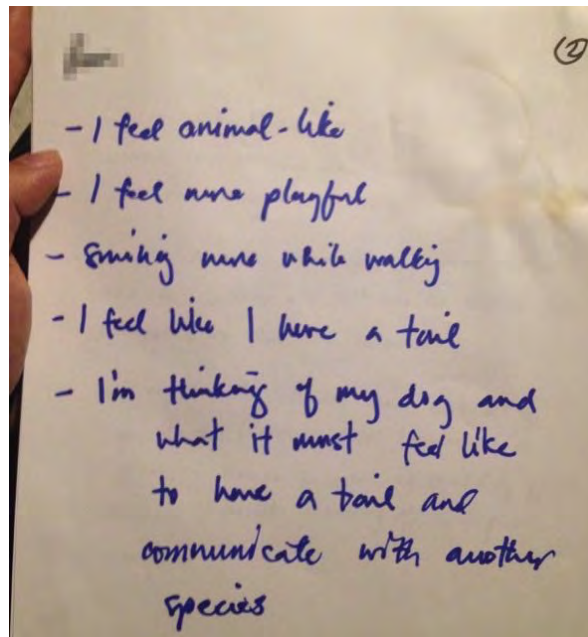 ②
- I feel animal-like
- I feel more playful
- Smiling more while walking
- I feel like I have a tail
- I'm thinking of my dog and
what it must feel like
to have a tail and
communicate with another
species